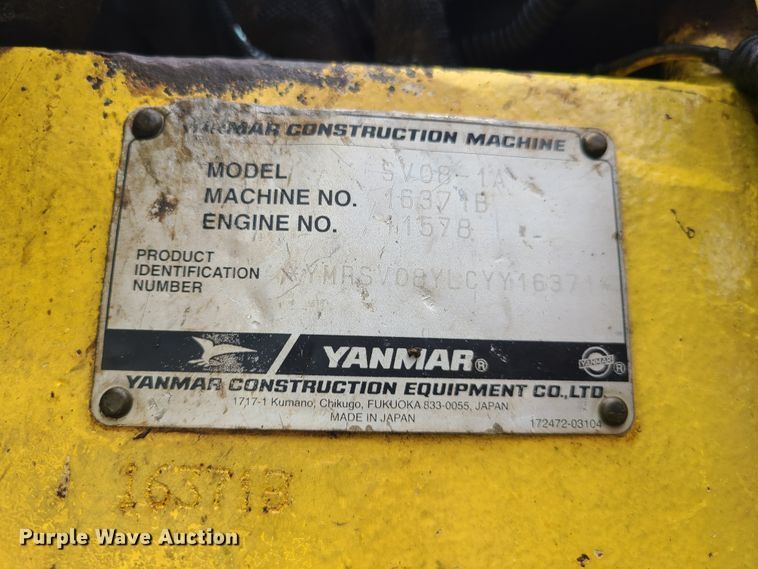 YANMAR CONSTRUCTION MACHINE
MODEL SV08-1A
MACHINE NO. 16371B
ENGINE NO. 11578
PRODUCT IDENTIFICATION NUMBER *YMRSV08YLCYY16371*
YANMAR®
YANMAR ®
YANMAR CONSTRUCTION EQUIPMENT CO.,LTD.
1717-1 Kumano, Chikugo, FUKUOKA 833-0055, JAPAN
MADE IN JAPAN
172472-03104
16371B
Purple Wave Auction